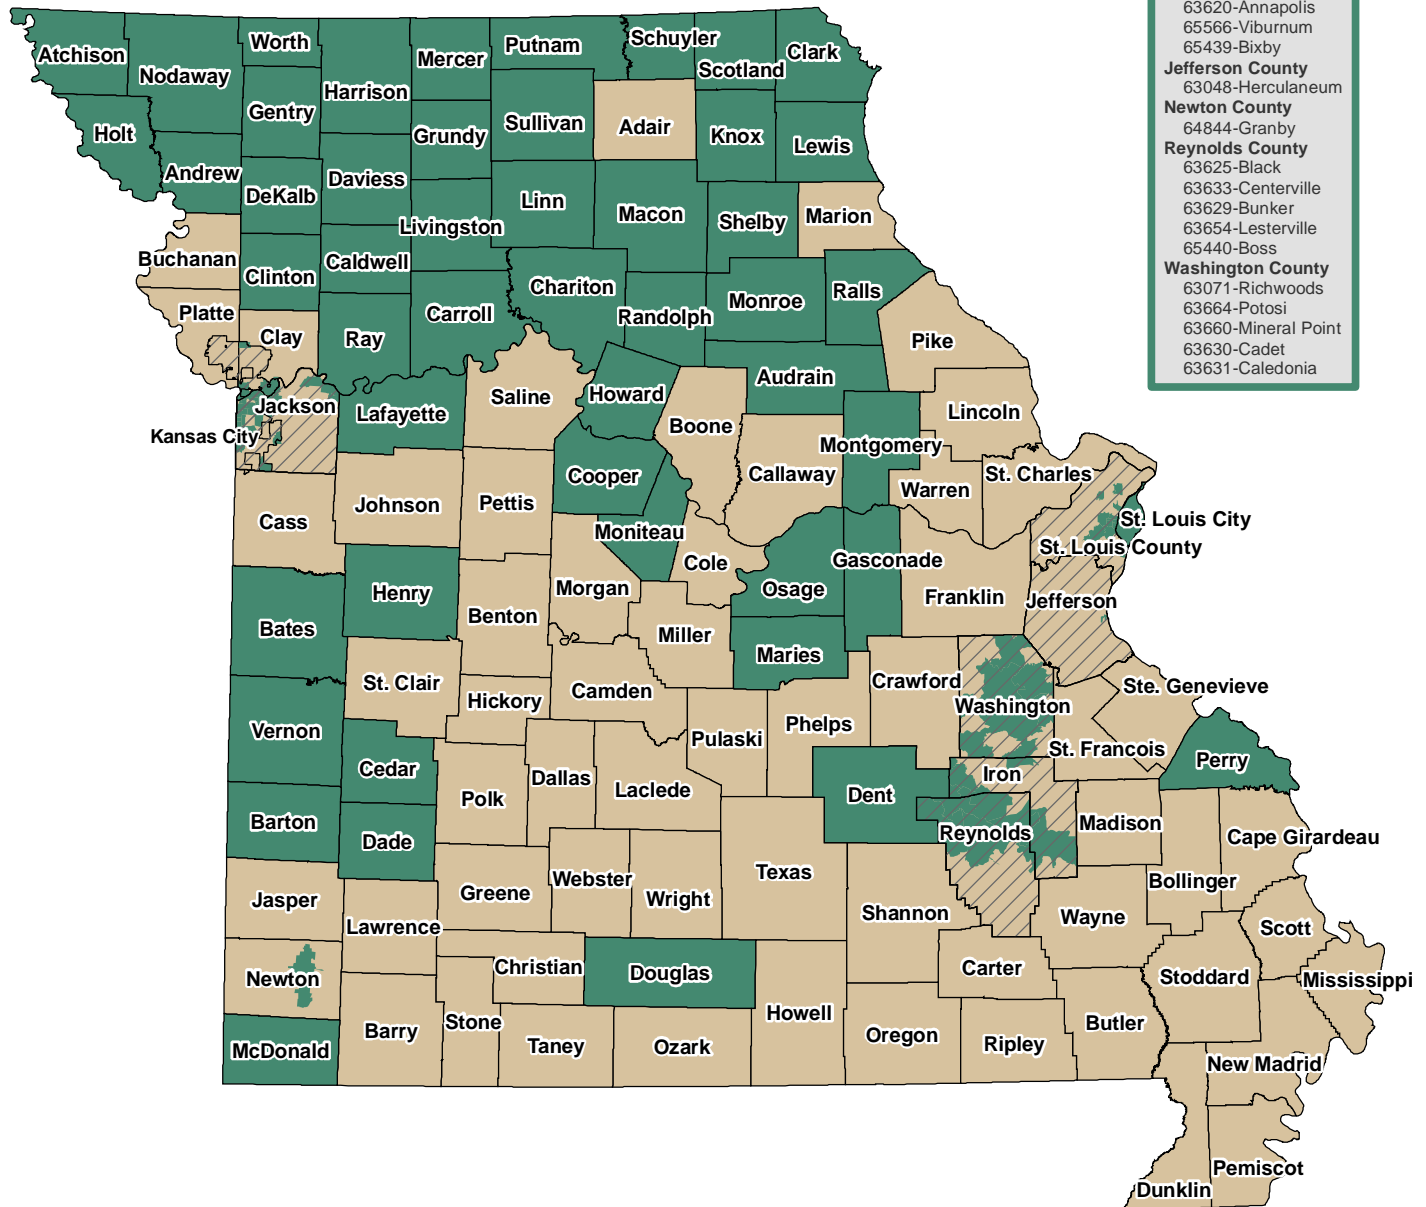 63620-Annapolis
65566-Viburnum
65439-Bixby
Jefferson County
63048-Herculaneum
Newton County
64844-Granby
Reynolds County
63625-Black
63633-Centerville
63629-Bunker
63654-Lesterville
65440-Boss
Washington County
63071-Richwoods
63664-Potosi
63660-Mineral Point
63630-Cadet
63631-Caledonia
Atchison
Nodaway
Worth
Harrison
Mercer
Putnam
Schuyler
Scotland
Clark
Holt
Gentry
Grundy
Sullivan
Adair
Knox
Lewis
Andrew
DeKalb
Daviess
Livingston
Linn
Macon
Shelby
Marion
Buchanan
Clinton
Caldwell
Chariton
Randolph
Monroe
Ralls
Platte
Clay
Ray
Carroll
Pike
Jackson
Lafayette
Saline
Howard
Audrain
Lincoln
Kansas City
Boone
Callaway
Montgomery
Warren
St. Charles
Cass
Johnson
Pettis
Cooper
Moniteau
Cole
Gasconade
St. Louis City
St. Louis County
Bates
Henry
Benton
Morgan
Miller
Osage
Franklin
Jefferson
Maries
St. Clair
Hickory
Camden
Crawford
Ste. Genevieve
Washington
Vernon
Cedar
Pulaski
Phelps
St. Francois
Perry
Polk
Dallas
Laclede
Dent
Iron
Barton
Dade
Reynolds
Madison
Cape Girardeau
Jasper
Lawrence
Greene
Webster
Wright
Texas
Shannon
Wayne
Bollinger
Scott
Newton
Christian
Douglas
Carter
Stoddard
Mississippi
McDonald
Barry
Stone
Taney
Ozark
Howell
Oregon
Ripley
Butler
New Madrid
Pemiscot
Dunklin